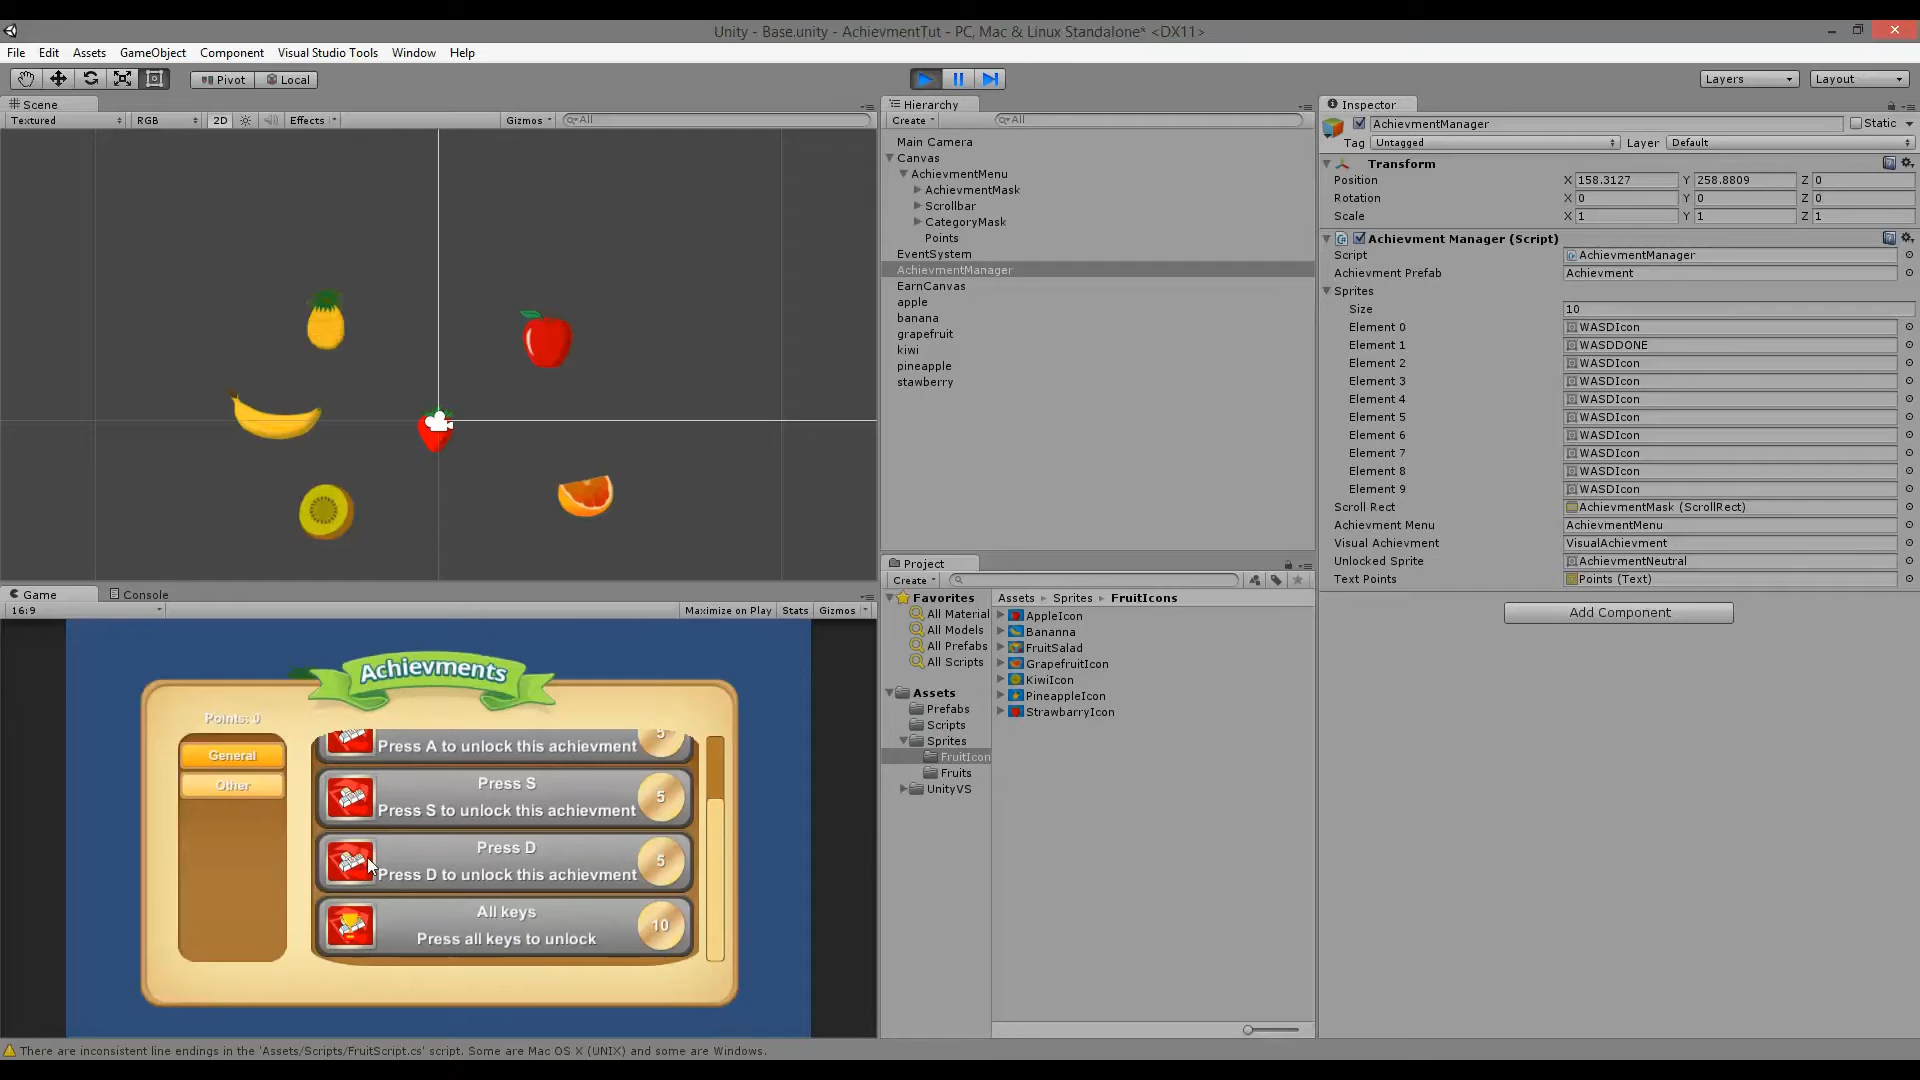 Unity - Base.unity - AchievmentTut - PC, Mac & Linux Standalone* <DX11>
File Edit Assets GameObject Component Visual Studio Tools Window Help
Pivot Local Layers Layout
Scene
Textured RGB 2D Effects Gizmos All
Hierarchy
Create All
Main Camera
Canvas
AchievmentMenu
AchievmentMask
Scrollbar
CategoryMask
Points
EventSystem
AchievmentManager
EarnCanvas
apple
banana
grapefruit
kiwi
pineapple
stawberry
Inspector
AchievmentManager Static
Tag Untagged Layer Default
Transform
Position X 158.3127 Y 258.8809 Z 0
Rotation X 0 Y 0 Z 0
Scale X 1 Y 1 Z 1
Achievment Manager (Script)
Script AchievmentManager
Achievment Prefab Achievment
Sprites
Size 10
Element 0 WASDIcon
Element 1 WASDDONE
Element 2 WASDIcon
Element 3 WASDIcon
Element 4 WASDIcon
Element 5 WASDIcon
Element 6 WASDIcon
Element 7 WASDIcon
Element 8 WASDIcon
Element 9 WASDIcon
Scroll Rect AchievmentMask (ScrollRect)
Achievment Menu AchievmentMenu
Visual Achievment VisualAchievment
Unlocked Sprite AchievmentNeutral
Text Points Points (Text)
Add Component
Project
Create
Favorites
All Material
All Models
All Prefabs
All Scripts
Assets
Prefabs
Scripts
Sprites
FruitIcon
Fruits
UnityVS
Assets Sprites FruitIcons
AppleIcon
Bananna
FruitSalad
GrapefruitIcon
KiwiIcon
PineappleIcon
StrawbarryIcon
Game Console
16:9 Maximize on Play Stats Gizmos
Achievments
Points: 0
General
Other
Press A to unlock this achievment 5
Press S
Press S to unlock this achievment
5
Press D
Press D to unlock this achievment
5
All keys
Press all keys to unlock
10
There are inconsistent line endings in the 'Assets/Scripts/FruitScript.cs' script. Some are Mac OS X (UNIX) and some are Windows.